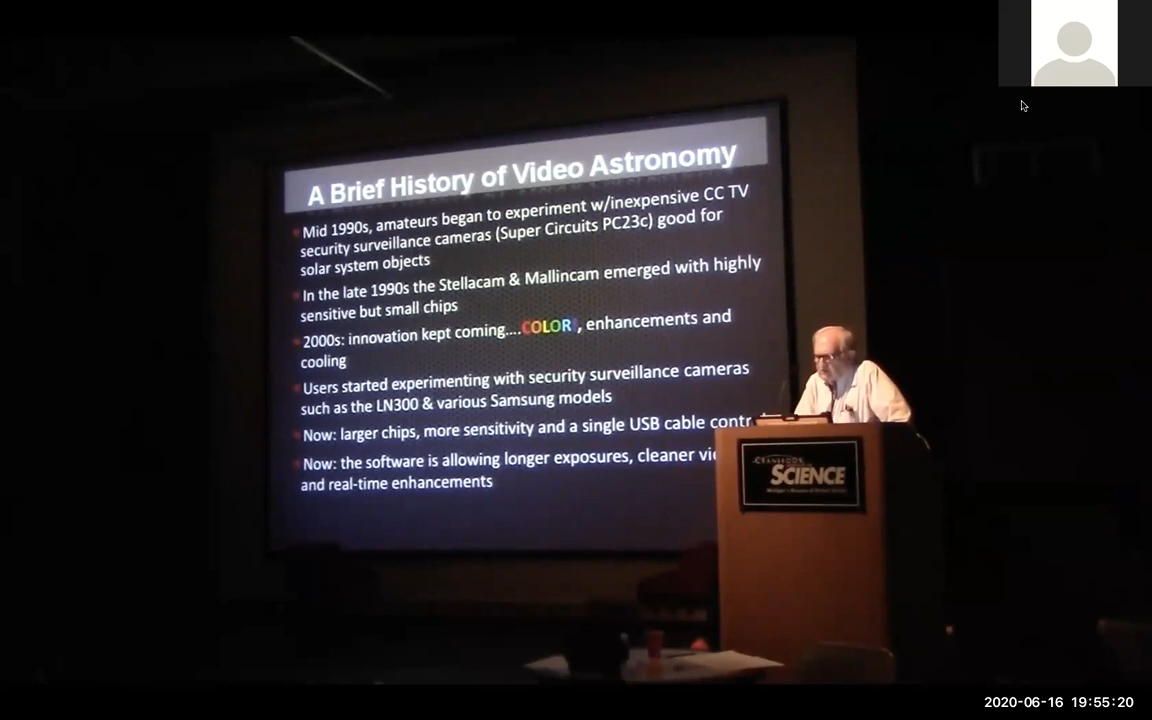 A Brief History of Video Astronomy
Mid 1990s, amateurs began to experiment w/inexpensive CC TV
security surveillance cameras (Super Circuits PC23c) good for
solar system objects
In the late 1990s the Stellacam & Mallincam emerged with highly
sensitive but small chips
2000s: innovation kept coming....COLOR!, enhancements and
cooling
Users started experimenting with security surveillance cameras
such as the LN300 & various Samsung models
Now: larger chips, more sensitivity and a single USB cable contr
Now: the software is allowing longer exposures, cleaner vi
and real-time enhancements
CRANBROOK
SCIENCE
2020-06-16 19:55:20